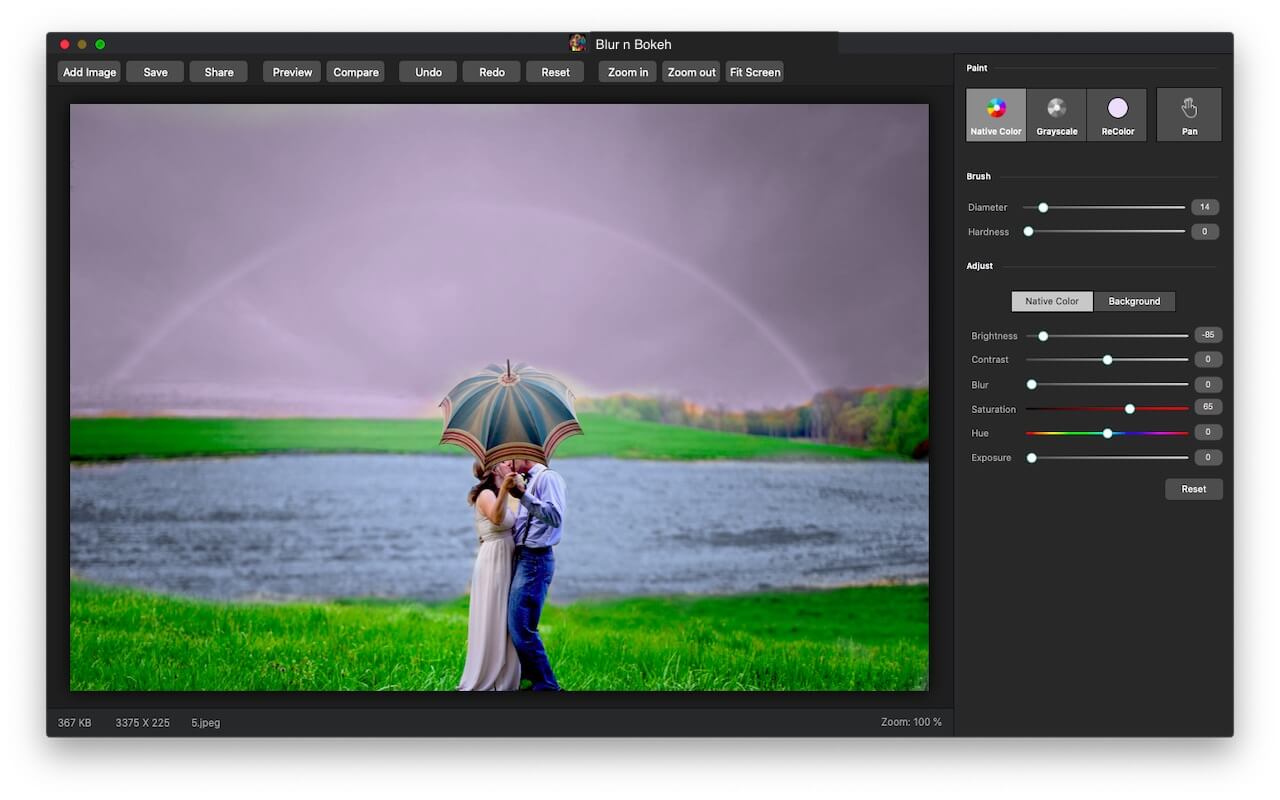 Blur n Bokeh
Add Image Save Share Preview Compare Undo Redo Reset Zoom in Zoom out Fit Screen
Paint
Native Color Grayscale ReColor Pan
Brush
Diameter 14
Hardness 0
Adjust
Native Color Background
Brightness -85
Contrast 0
Blur 0
Saturation 65
Hue 0
Exposure 0
Reset
367 KB 3375 X 225 5.jpeg Zoom: 100 %